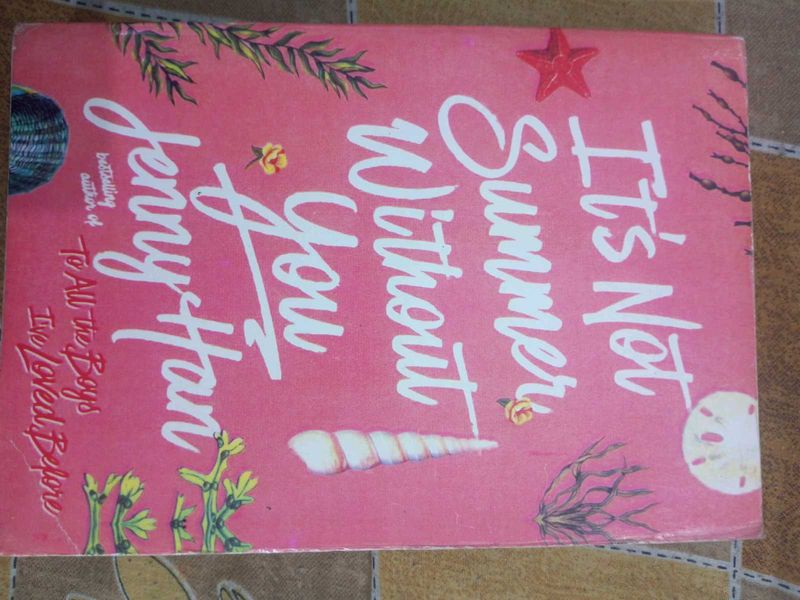 It's Not
Summer
Without
You
Jenny Han
bestselling
author of
To All the Boys
I've Loved Before